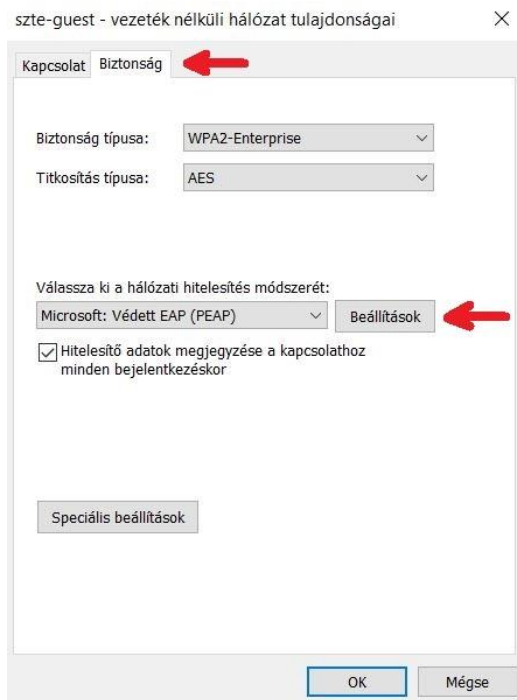 szte-guest - vezeték nélküli hálózat tulajdonságai
Kapcsolat Biztonság
Biztonság típusa: WPA2-Enterprise
Titkosítás típusa: AES
Válassza ki a hálózati hitelesítés módszerét:
Microsoft: Védett EAP (PEAP) Beállítások
Hitelesítő adatok megjegyzése a kapcsolathoz
minden bejelentkezéskor
Speciális beállítások
OK Mégse